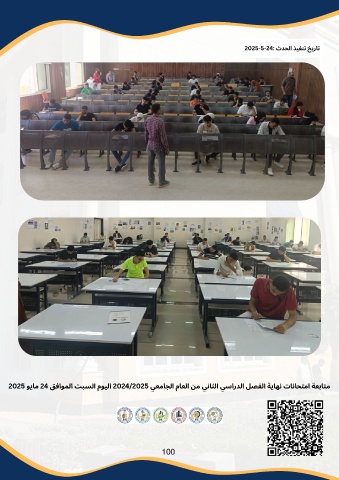 تاريخ تنفيذ الحدث :24-5-2025
متابعة امتحانات نهاية الفصل الدراسي الثاني من العام الجامعي 2024/2025 اليوم السبت الموافق 24 مايو 2025
100